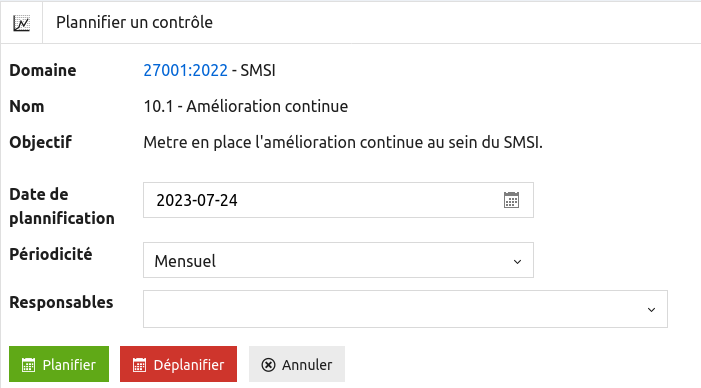 Plannifier un contrôle
Domaine 27001:2022 - SMSI
Nom 10.1 - Amélioration continue
Objectif Metre en place l'amélioration continue au sein du SMSI.
Date de
plannification 2023-07-24
Périodicité Mensuel
Responsables
Planifier Déplanifier Annuler